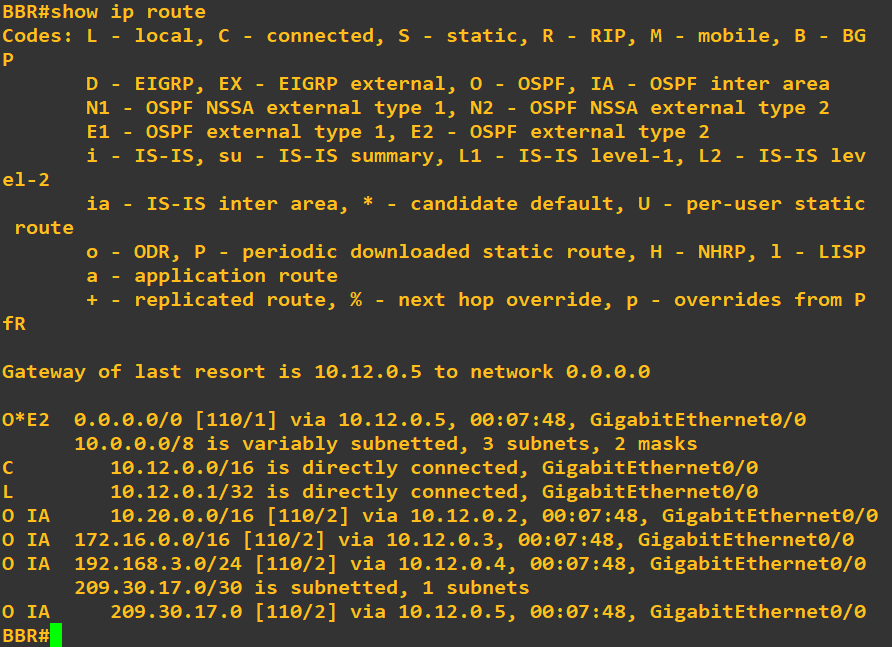 BBR#show ip route
Codes: L - local, C - connected, S - static, R - RIP, M - mobile, B - BG
P
       D - EIGRP, EX - EIGRP external, O - OSPF, IA - OSPF inter area
       N1 - OSPF NSSA external type 1, N2 - OSPF NSSA external type 2
       E1 - OSPF external type 1, E2 - OSPF external type 2
       i - IS-IS, su - IS-IS summary, L1 - IS-IS level-1, L2 - IS-IS lev
el-2
       ia - IS-IS inter area, * - candidate default, U - per-user static
 route
       o - ODR, P - periodic downloaded static route, H - NHRP, l - LISP
       a - application route
       + - replicated route, % - next hop override, p - overrides from P
fR

Gateway of last resort is 10.12.0.5 to network 0.0.0.0

O*E2  0.0.0.0/0 [110/1] via 10.12.0.5, 00:07:48, GigabitEthernet0/0
      10.0.0.0/8 is variably subnetted, 3 subnets, 2 masks
C        10.12.0.0/16 is directly connected, GigabitEthernet0/0
L        10.12.0.1/32 is directly connected, GigabitEthernet0/0
O IA     10.20.0.0/16 [110/2] via 10.12.0.2, 00:07:48, GigabitEthernet0/0
O IA  172.16.0.0/16 [110/2] via 10.12.0.3, 00:07:48, GigabitEthernet0/0
O IA  192.168.3.0/24 [110/2] via 10.12.0.4, 00:07:48, GigabitEthernet0/0
      209.30.17.0/30 is subnetted, 1 subnets
O IA     209.30.17.0 [110/2] via 10.12.0.5, 00:07:48, GigabitEthernet0/0
BBR#